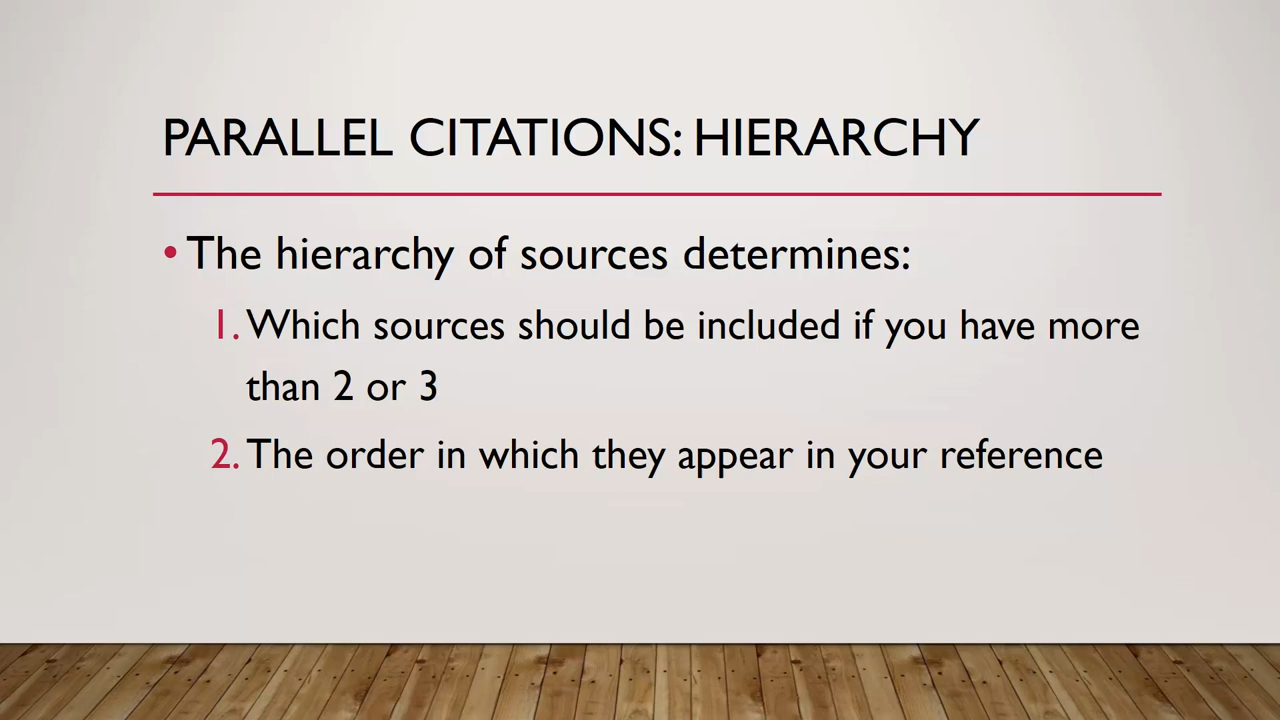 PARALLEL CITATIONS: HIERARCHY
• The hierarchy of sources determines:
1. Which sources should be included if you have more
than 2 or 3
2. The order in which they appear in your reference